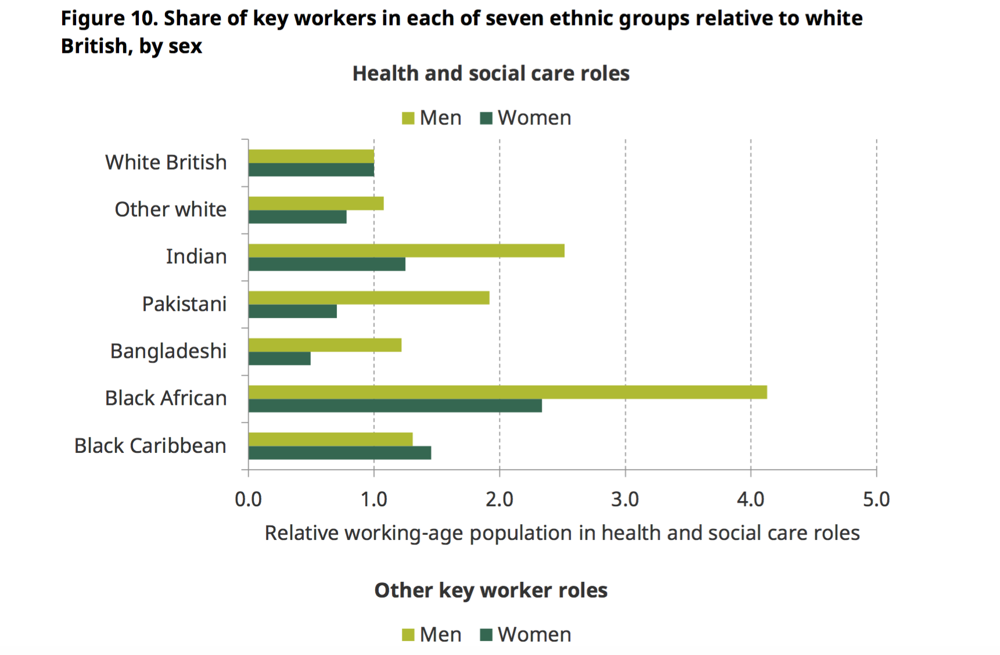 Figure 10. Share of key workers in each of seven ethnic groups relative to white
British, by sex
Health and social care roles
Men Women
White British
Other white
Indian
Pakistani
Bangladeshi
Black African
Black Caribbean
0.0 1.0 2.0 3.0 4.0 5.0
Relative working-age population in health and social care roles
Other key worker roles
Men Women